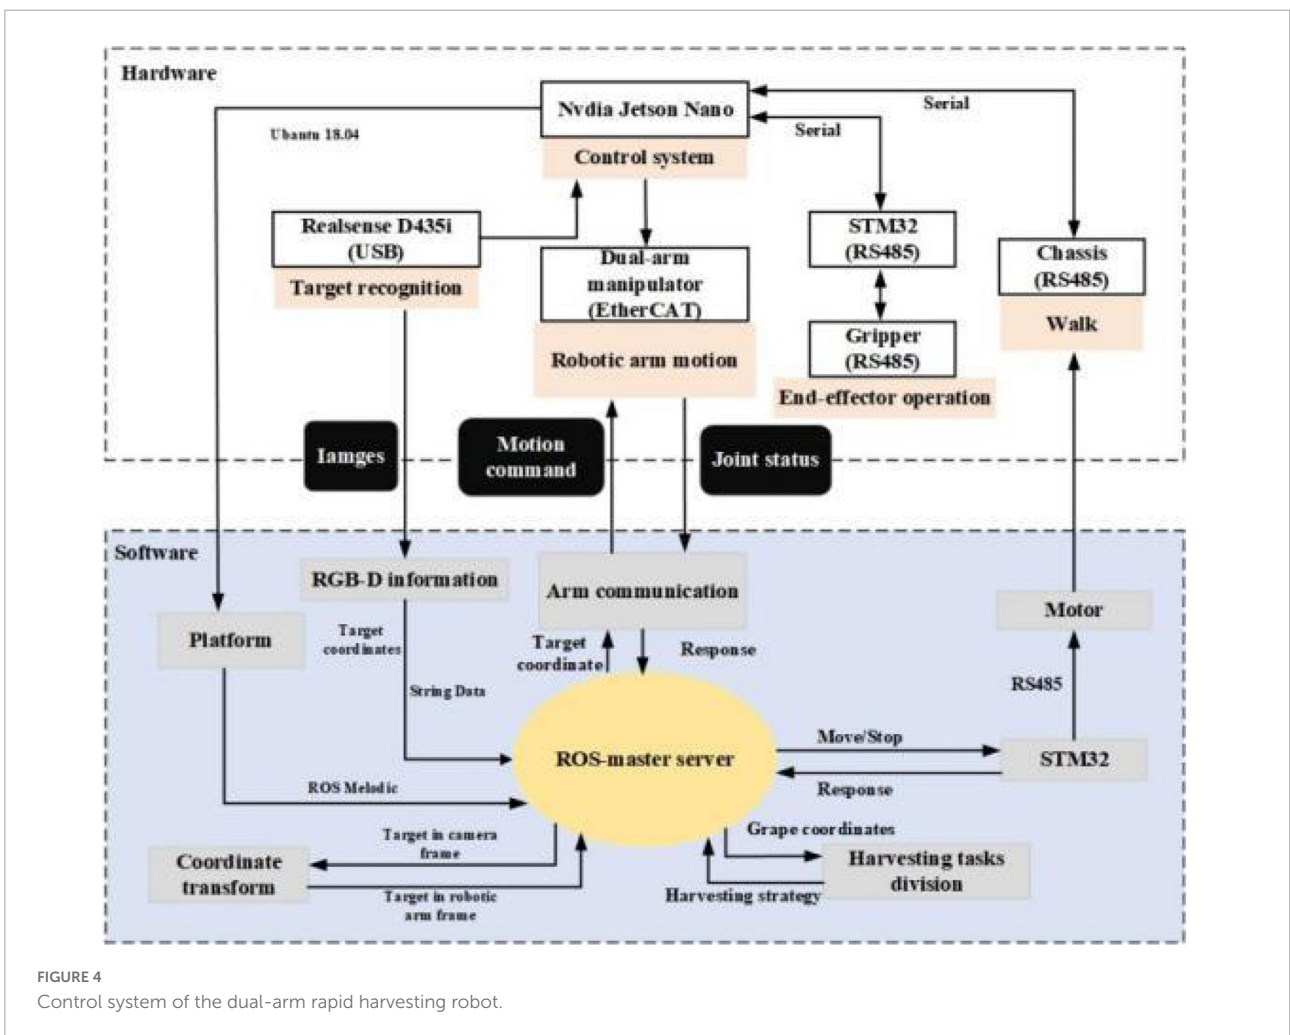 Hardware
Nvdia Jetson Nano
Control system
Ubantu 18.04
Serial
Serial
Realsense D435i
(USB)
Target recognition
Dual-arm
manipulator
(EtherCAT)
Robotic arm motion
STM32
(RS485)
Gripper
(RS485)
End-effector operation
Chassis
(RS485)
Walk
Iamges
Motion
command
Joint status
Software
RGB-D information
Arm communication
Motor
Platform
Target
coordinates
Target
coordinate
Response
String Data
RS485
ROS-master server
Move/Stop
STM32
Response
ROS Melodic
Grape coordinates
Target in camera
frame
Coordinate
transform
Harvesting tasks
division
Target in robotic
arm frame
Harvesting strategy
FIGURE 4
Control system of the dual-arm rapid harvesting robot.